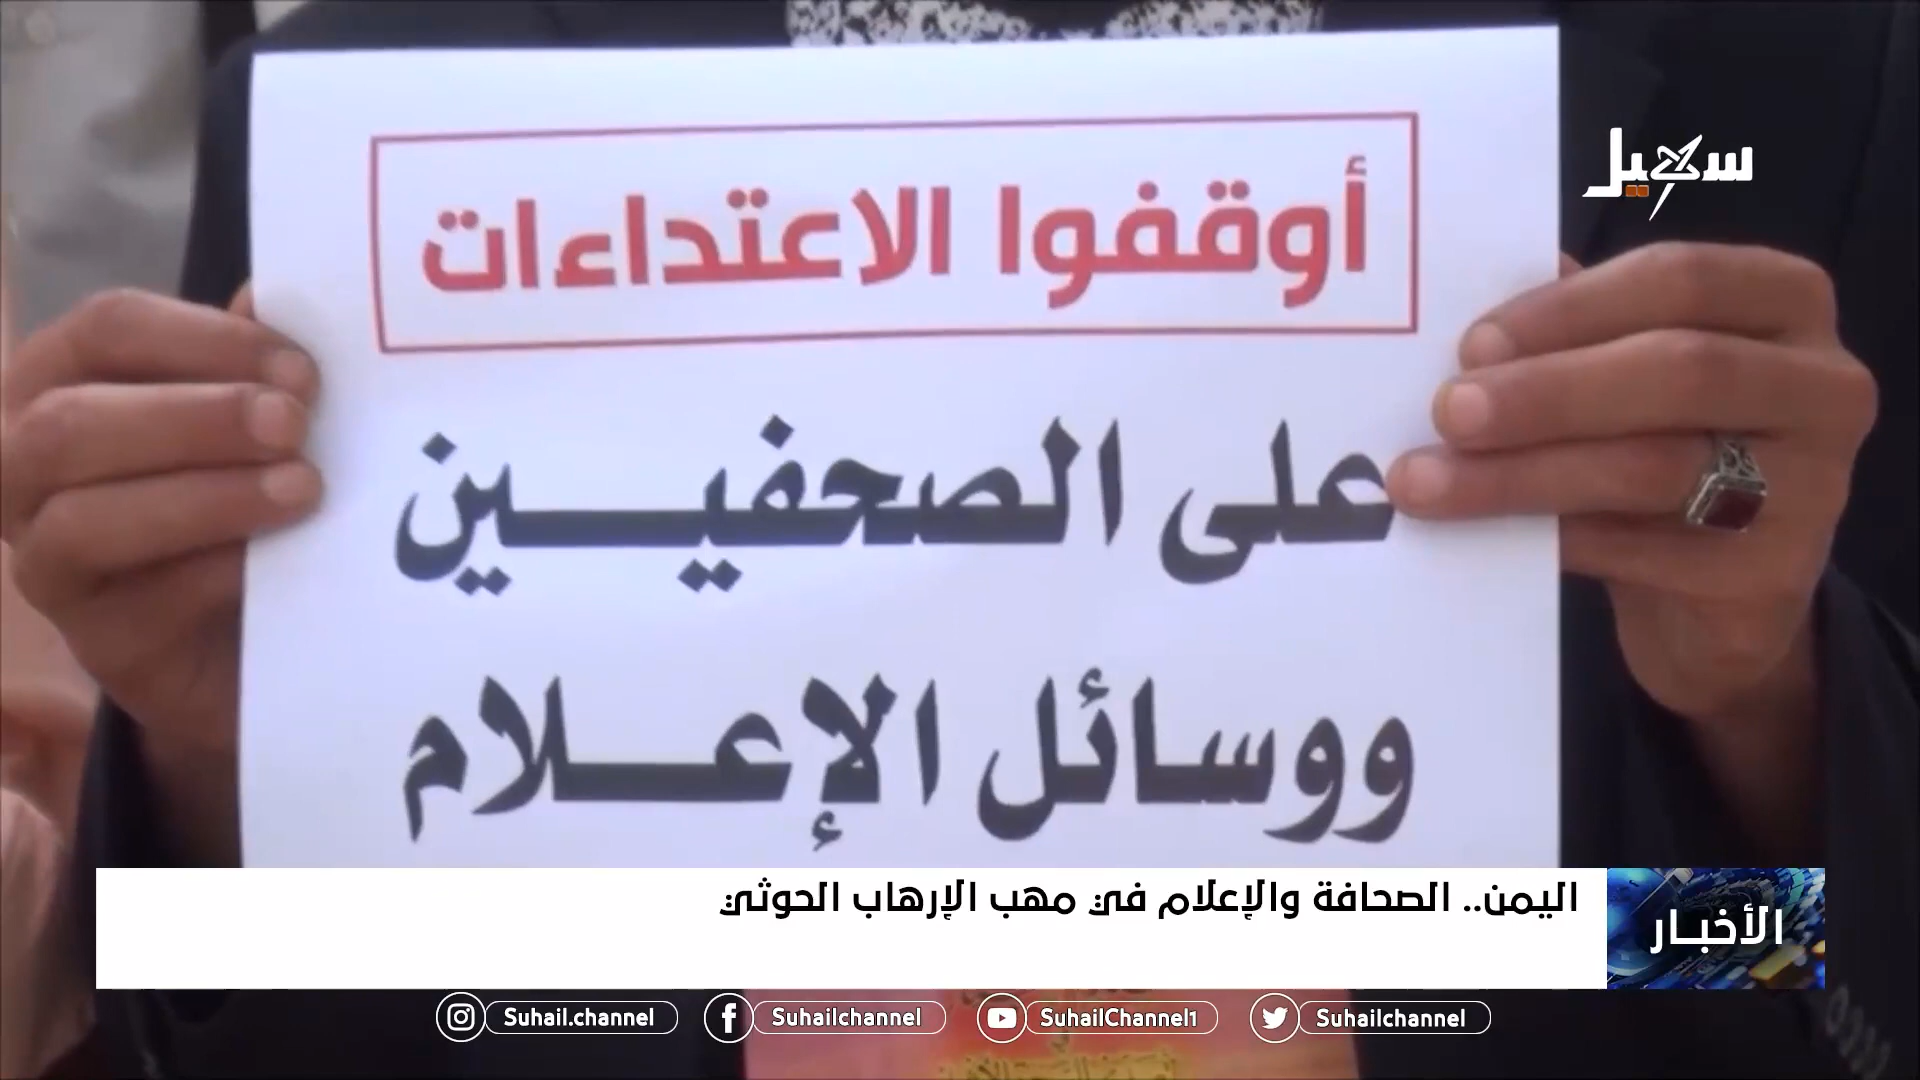 سهيل
أوقفوا الاعتداءات
على الصحفيين
ووسائل الإعلام
اليمن.. الصحافة والإعلام في مهب الإرهاب الحوثي
الأخبار
Suhail.channel
Suhailchannel
SuhailChannel1
Suhailchannel